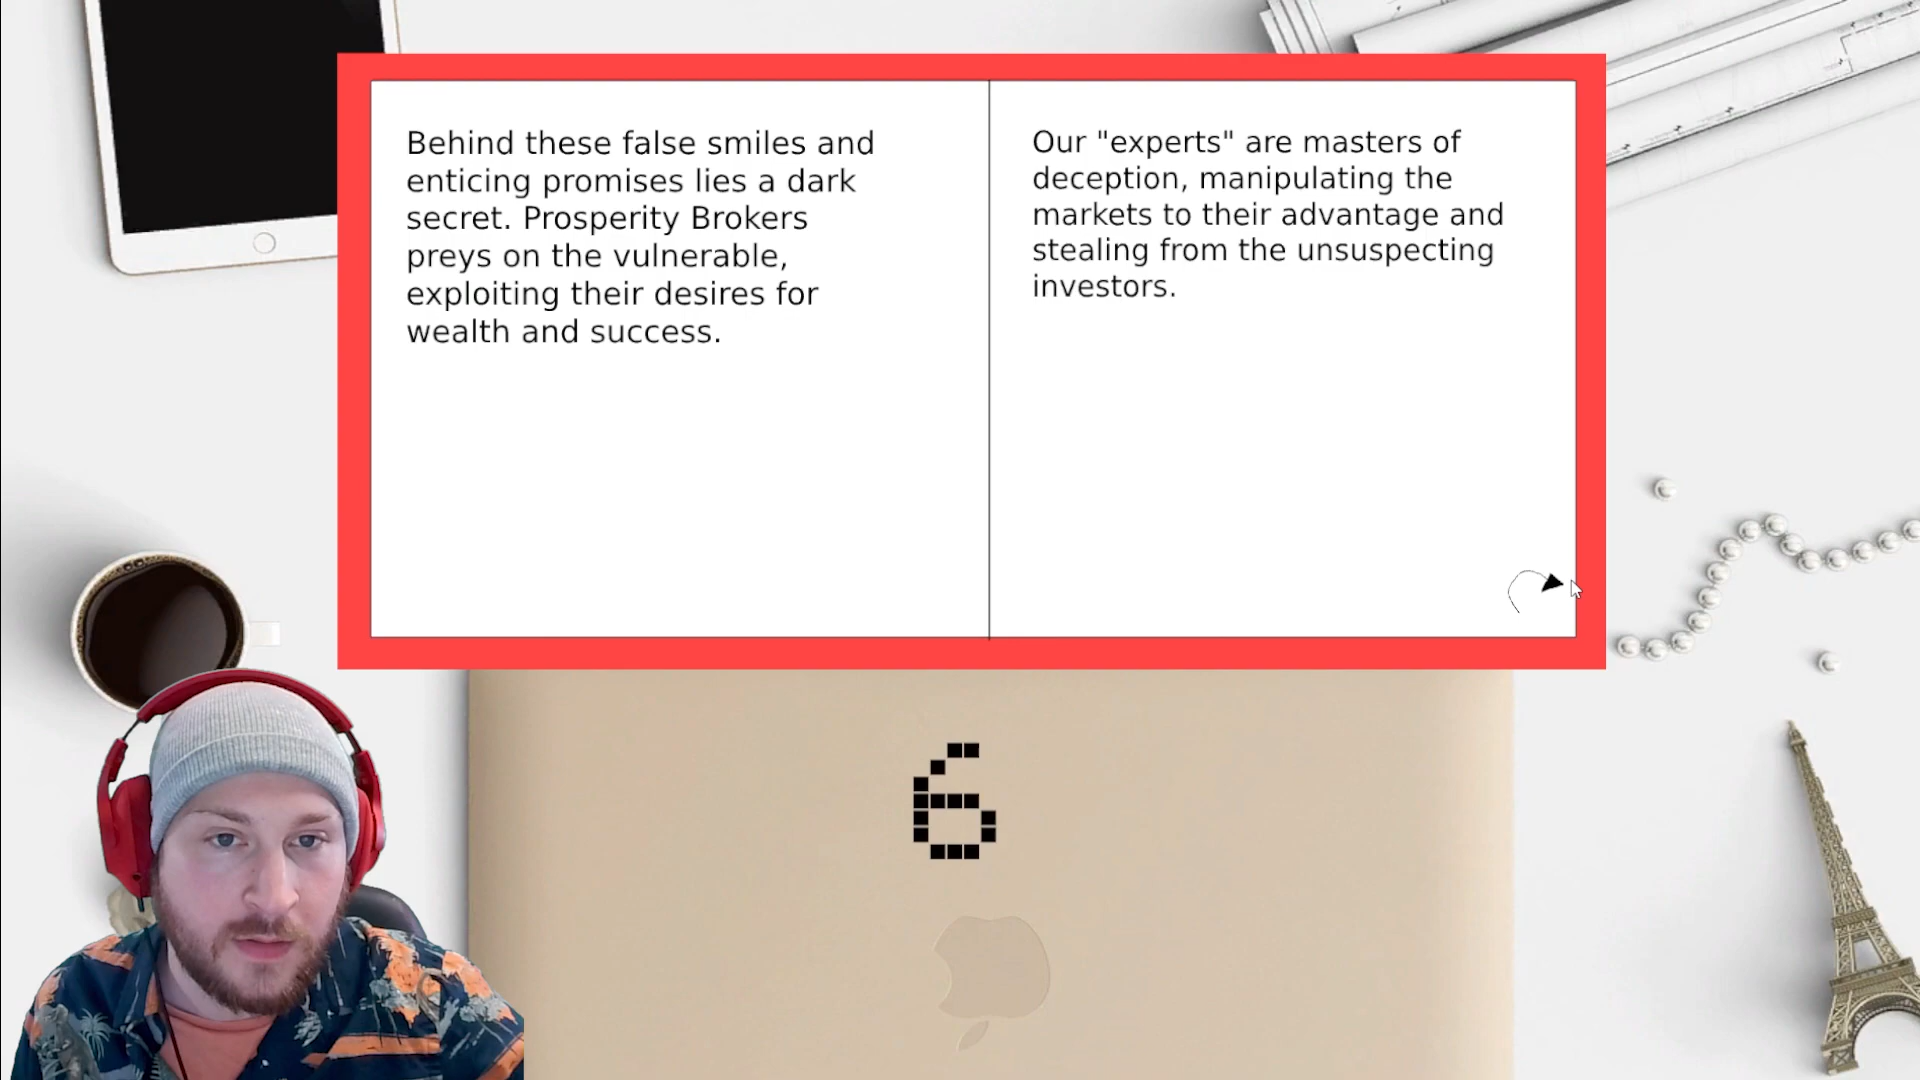 Behind these false smiles and
enticing promises lies a dark
secret. Prosperity Brokers
preys on the vulnerable,
exploiting their desires for
wealth and success.
Our "experts" are masters of
deception, manipulating the
markets to their advantage and
stealing from the unsuspecting
investors.
6